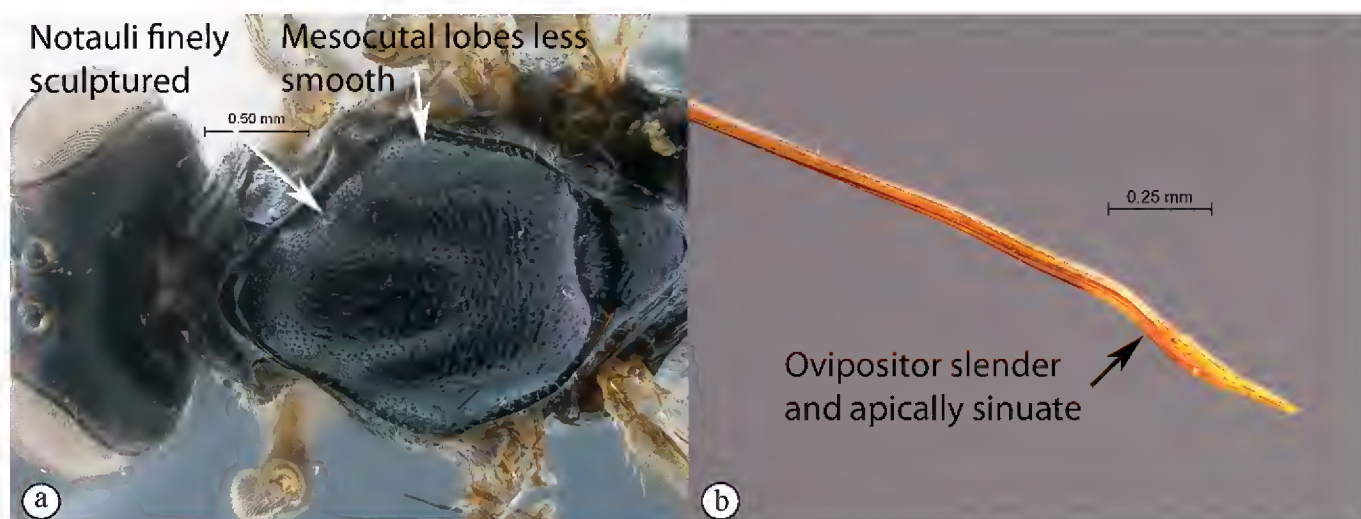 Notauli finely
sculptured
Mesocutal lobes less
smooth
0.50 mm
a
0.25 mm
Ovipositor slender
and apically sinuate
b